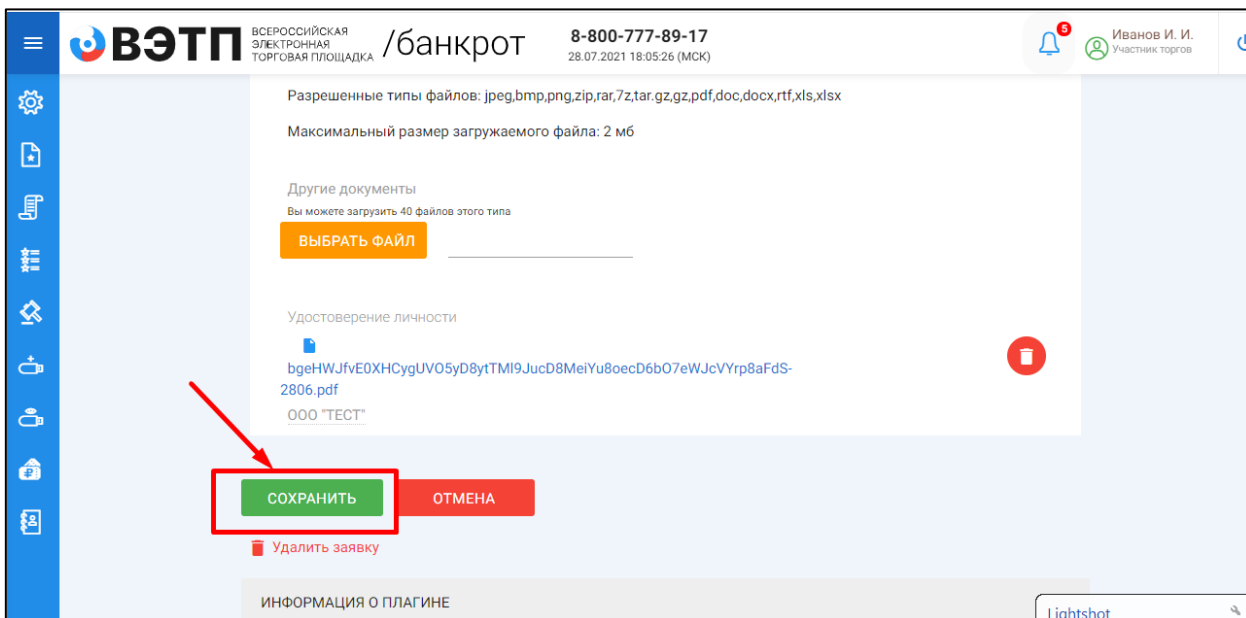 ВЭТП
ВСЕРОССИЙСКАЯ
ЭЛЕКТРОННАЯ
ТОРГОВАЯ ПЛОЩАДКА
/банкрот
8-800-777-89-17
28.07.2021 18:05:26 (МСК)
5
Иванов И. И.
Участник торгов
Разрешенные типы файлов: jpeg,bmp,png,zip,rar,7z,tar.gz,gz,pdf,doc,docx,rtf,xls,xlsx
Максимальный размер загружаемого файла: 2 мб
Другие документы
Вы можете загрузить 40 файлов этого типа
ВЫБРАТЬ ФАЙЛ
Удостоверение личности
bgeHWJfvE0XHCygUVO5yD8ytTMI9JucD8MeiYu8oecD6bO7eWJcVYrp8aFdS-
2806.pdf
ООО "ТЕСТ"
СОХРАНИТЬ
ОТМЕНА
Удалить заявку
ИНФОРМАЦИЯ О ПЛАГИНЕ
Lightshot